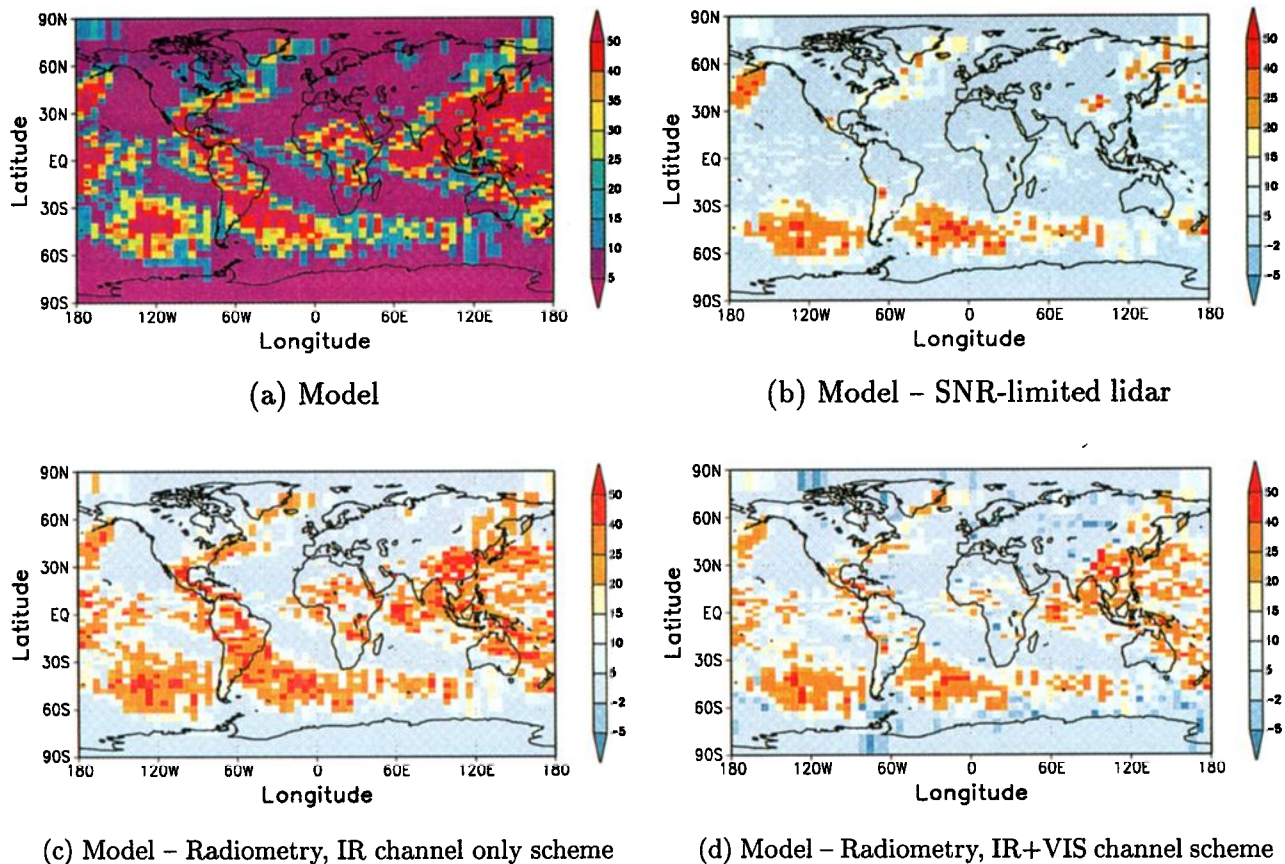 90N
60N
30N
EQ
30S
60S
90S
Latitude
180 120W 60W 0 60E 120E 180
Longitude
50
40
35
30
25
20
15
10
5
(a) Model
90N
60N
30N
EQ
30S
60S
90S
Latitude
180 120W 60W 0 60E 120E 180
Longitude
50
40
25
20
15
10
5
-2
-5
(b) Model – SNR-limited lidar
90N
60N
30N
EQ
30S
60S
90S
Latitude
180 120W 60W 0 60E 120E 180
Longitude
50
40
25
20
15
10
5
-2
-5
(c) Model – Radiometry, IR channel only scheme
90N
60N
30N
EQ
30S
60S
90S
Latitude
180 120W 60W 0 60E 120E 180
Longitude
50
40
25
20
15
10
5
-2
-5
(d) Model – Radiometry, IR+VIS channel scheme